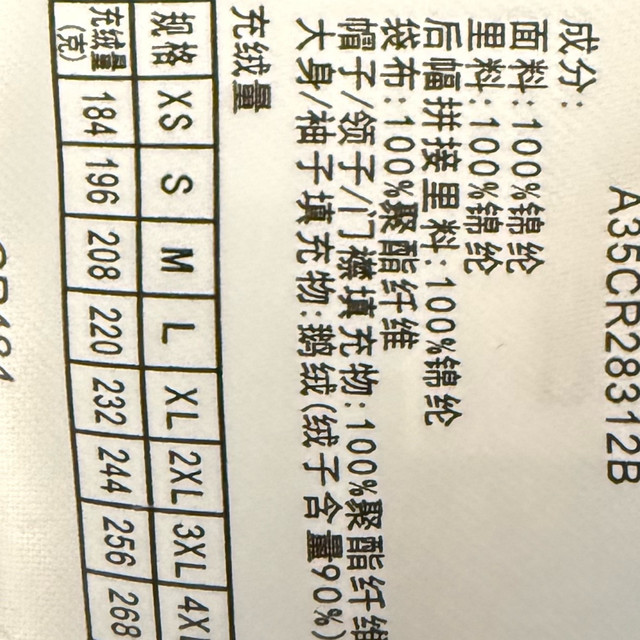 A35CR28312B
成分:
面料:100%锦纶
里料:100%锦纶
后幅拼接里料:100%锦纶
袋布:100%聚酯纤维
帽子/领子/门襟填充物:100%聚酯纤维
大身/袖子填充物:鹅绒(绒子含量90%)
充绒量
规格 XS S M L XL 2XL 3XL 4XL
充绒量(克) 184 196 208 220 232 244 256 268